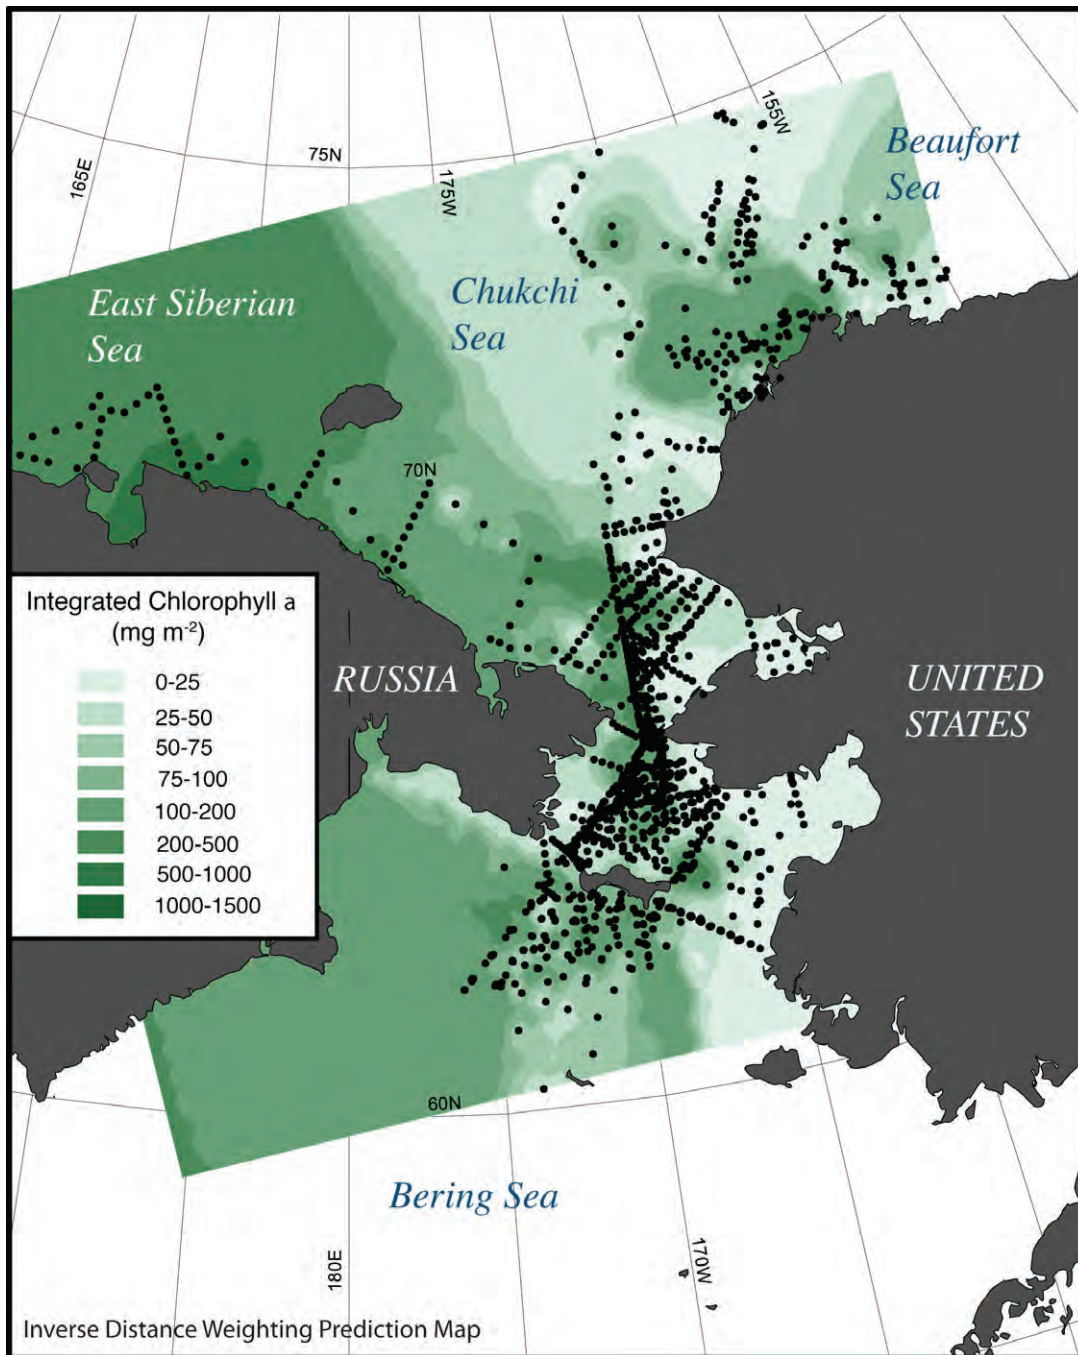 155W
Beaufort
Sea
75N
165E
175W
East Siberian
Sea
Chukchi
Sea
70N
Integrated Chlorophyll a
(mg m-2)
0-25
25-50
50-75
75-100
100-200
200-500
500-1000
1000-1500
RUSSIA
UNITED
STATES
60N
Bering Sea
180E
170W
Inverse Distance Weighting Prediction Map